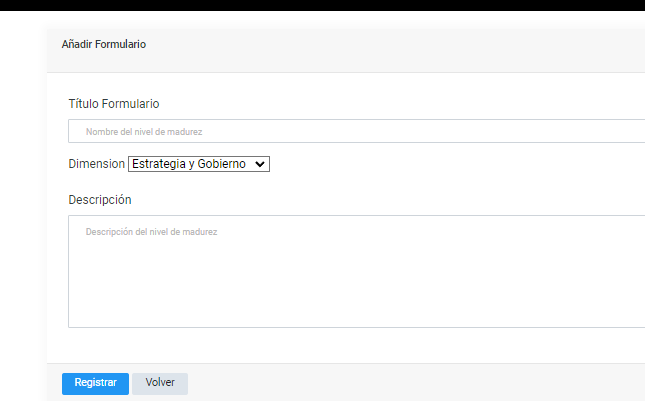 Añadir Formulario
Título Formulario
Nombre del nivel de madurez
Dimension Estrategia y Gobierno
Descripción
Descripción del nivel de madurez
Registrar Volver